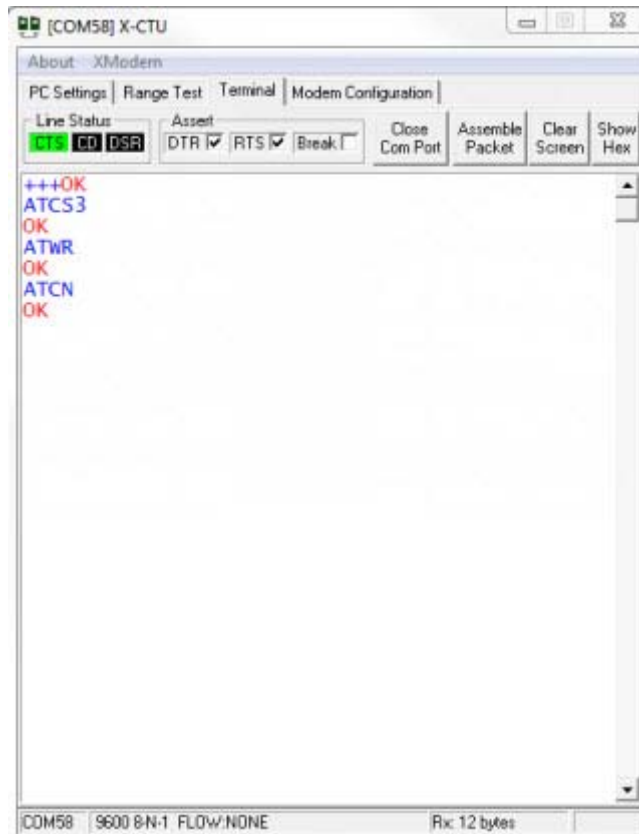 [COM58] X-CTU
About XModem
PC Settings Range Test Terminal Modem Configuration
Line Status
CTS CD DSR
Assert
DTR RTS Break
Close Com Port
Assemble Packet
Clear Screen
Show Hex
+++OK
ATCS3
OK
ATWR
OK
ATCN
OK
COM58 9600 8-N-1 FLOW:NONE Rx: 12 bytes